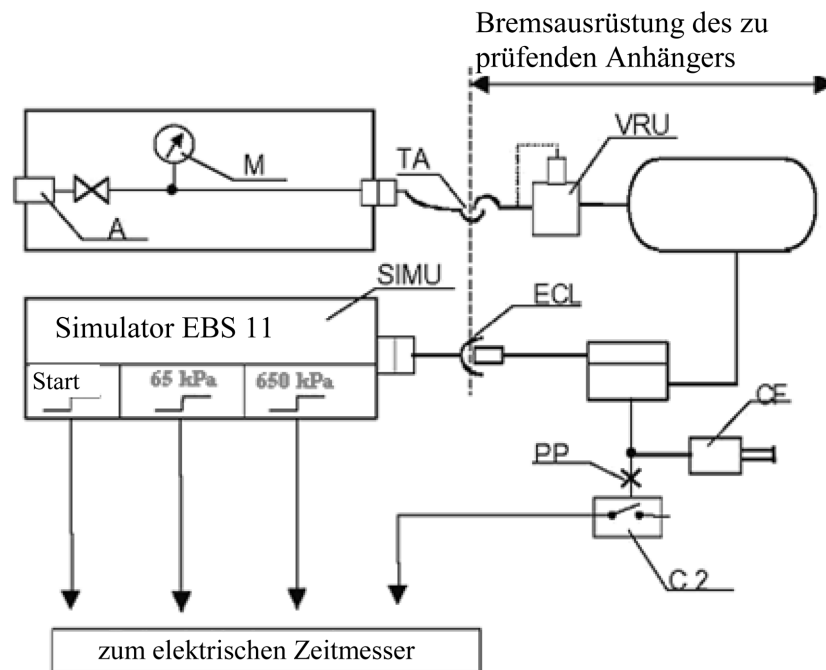 Bremsausrüstung des zu
prüfenden Anhängers
VRU
M
TA
A
SIMU
ECL
Simulator EBS 11
Start
65 kPa
650 kPa
CF
PP
C 2
zum elektrischen Zeitmesser